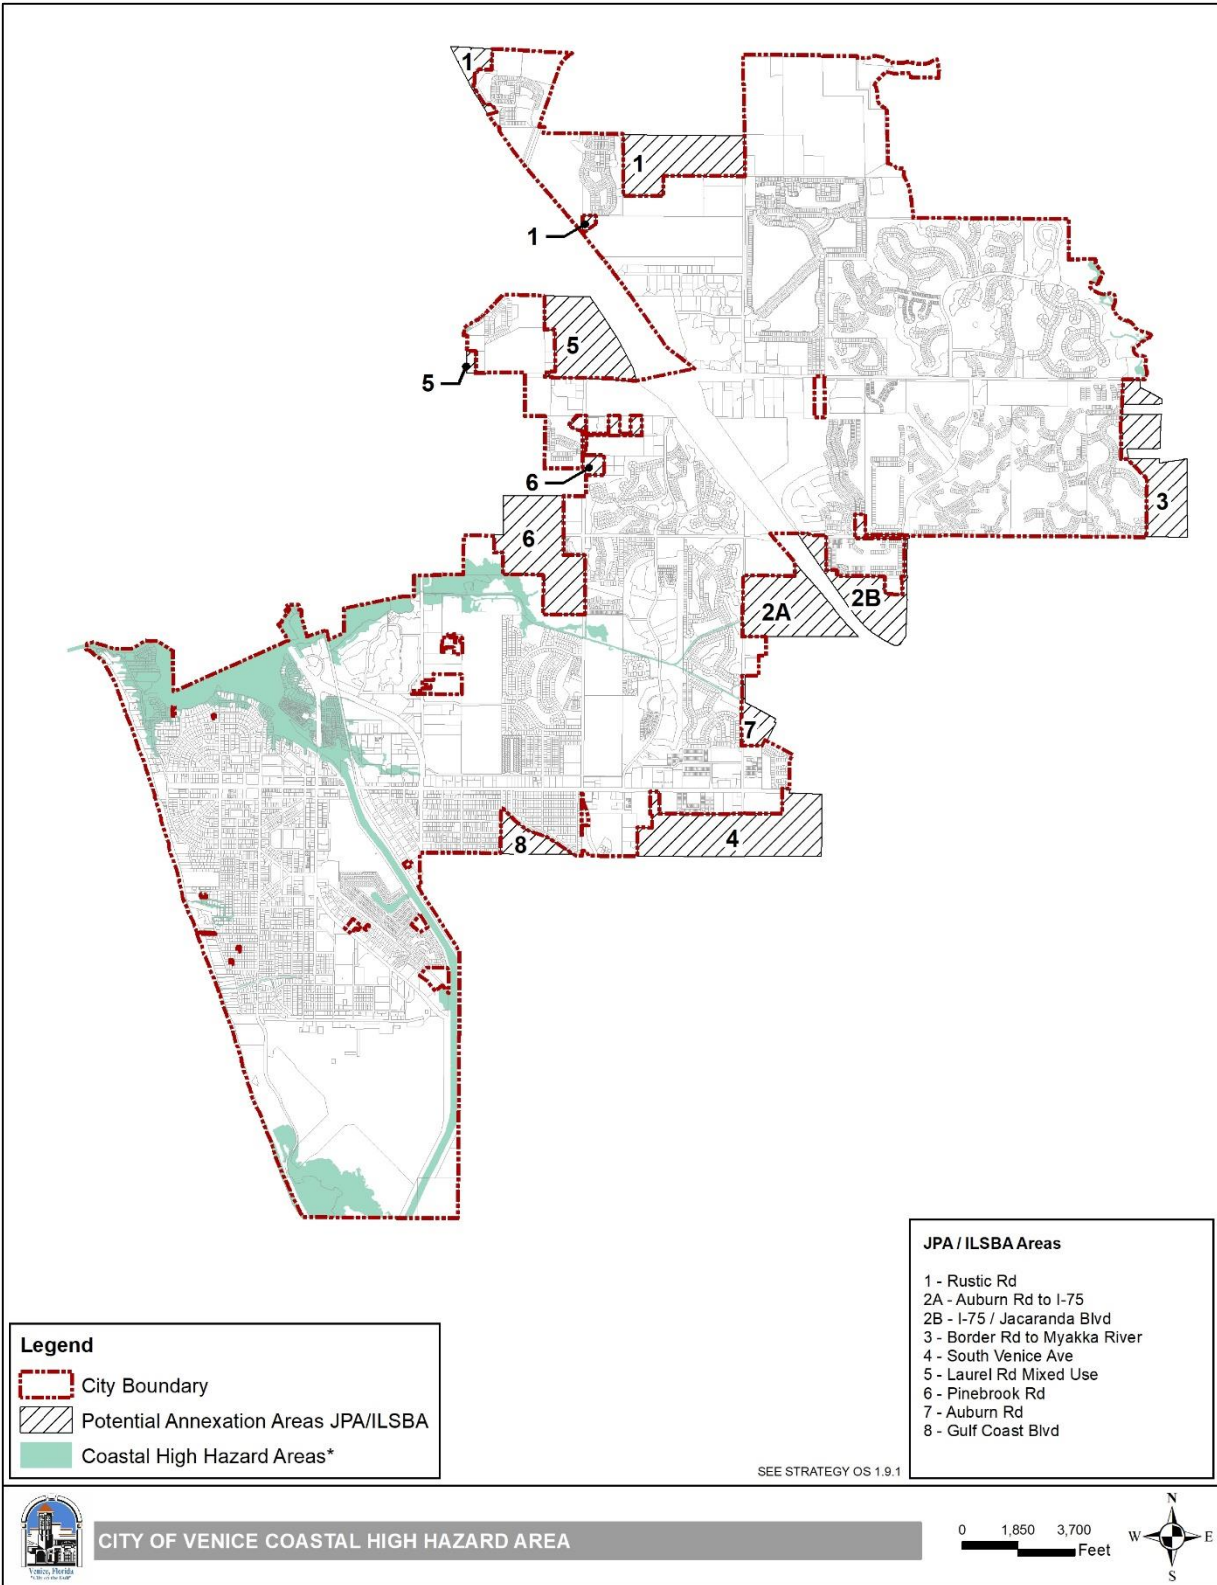 1
1
1
5
5
6
6
3
2A
2B
7
4
8
JPA / ILSBA Areas
1 - Rustic Rd
2A - Auburn Rd to I-75
2B - I-75 / Jacaranda Blvd
3 - Border Rd to Myakka River
4 - South Venice Ave
5 - Laurel Rd Mixed Use
6 - Pinebrook Rd
7 - Auburn Rd
8 - Gulf Coast Blvd
Legend
City Boundary
Potential Annexation Areas JPA/ILSBA
Coastal High Hazard Areas*
SEE STRATEGY OS 1.9.1
Venice, Florida
"City on the Gulf"
CITY OF VENICE COASTAL HIGH HAZARD AREA
0 1,850 3,700
Feet
N
W E
S